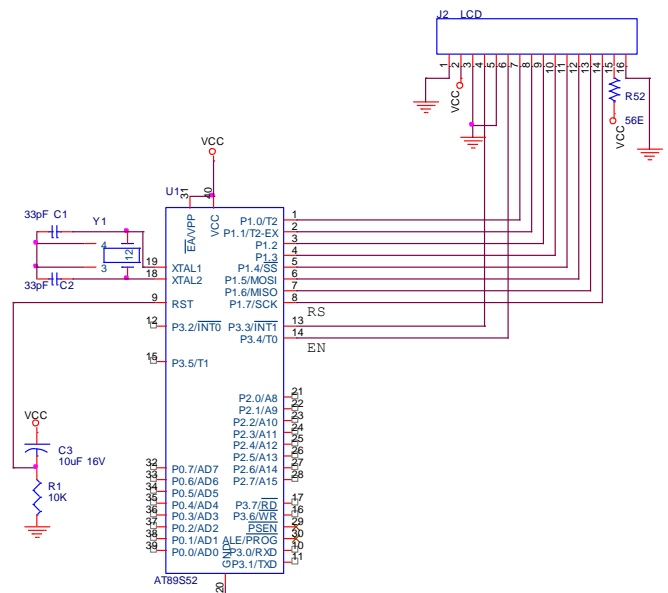 J2 LCD
1 2 3 4 5 6 7 8 9 10 11 12 13 14 15 16
R52
VCC
56E
VCC
VCC
U1
31
40
33pF C1
Y1
EA/VPP
VCC
P1.0/T2 1
P1.1/T2-EX 2
P1.2 3
P1.3 4
P1.4/SS 5
P1.5/MOSI 6
P1.6/MISO 7
P1.7/SCK 8
4
12
3
19 XTAL1
18 XTAL2
33pF C2
9 RST
RS
12 P3.2/INT0
P3.3/INT1 13
P3.4/T0 14
EN
15 P3.5/T1
P2.0/A8 21
P2.1/A9 22
P2.2/A10 23
P2.3/A11 24
P2.4/A12 25
P2.5/A13 26
P2.6/A14 27
P2.7/A15 28
VCC
C3
10uF 16V
R1
10K
32 P0.7/AD7
33 P0.6/AD6
34 P0.5/AD5
35 P0.4/AD4
36 P0.3/AD3
37 P0.2/AD2
38 P0.1/AD1
39 P0.0/AD0
P3.7/RD 17
P3.6/WR 16
PSEN 29
ALE/PROG 30
P3.0/RXD 10
P3.1/TXD 11
GND
AT89S52
20